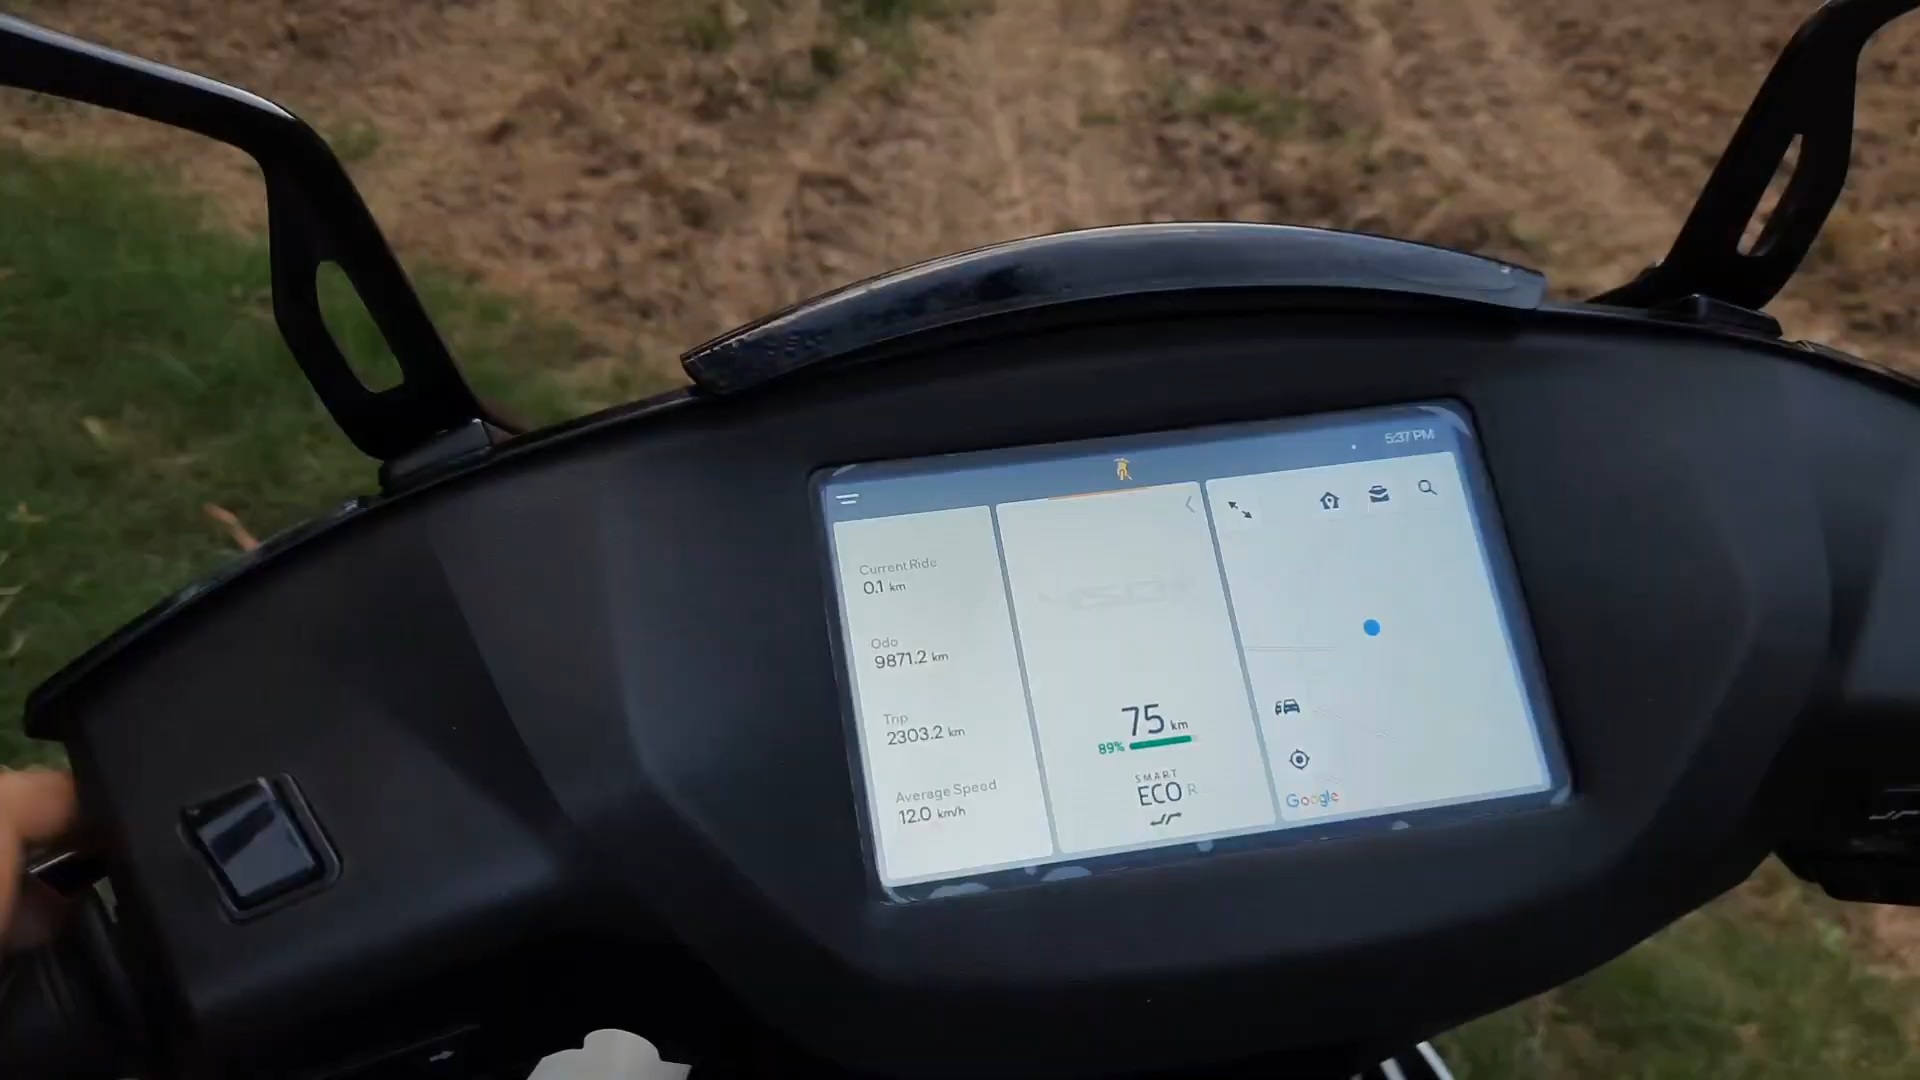 5:37 PM
Current Ride
0.1 km
Odo
9871.2 km
Trip
2303.2 km
Average Speed
12.0 km/h
75 km
89%
SMART
ECO R
Google